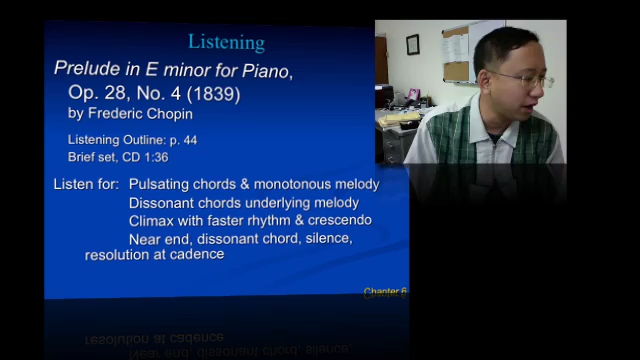 Listening
Prelude in E minor for Piano,
Op. 28, No. 4 (1839)
by Frederic Chopin
Listening Outline: p. 44
Brief set, CD 1:36
Listen for: Pulsating chords & monotonous melody
Dissonant chords underlying melody
Climax with faster rhythm & crescendo
Near end, dissonant chord, silence,
resolution at cadence
Chapter 6